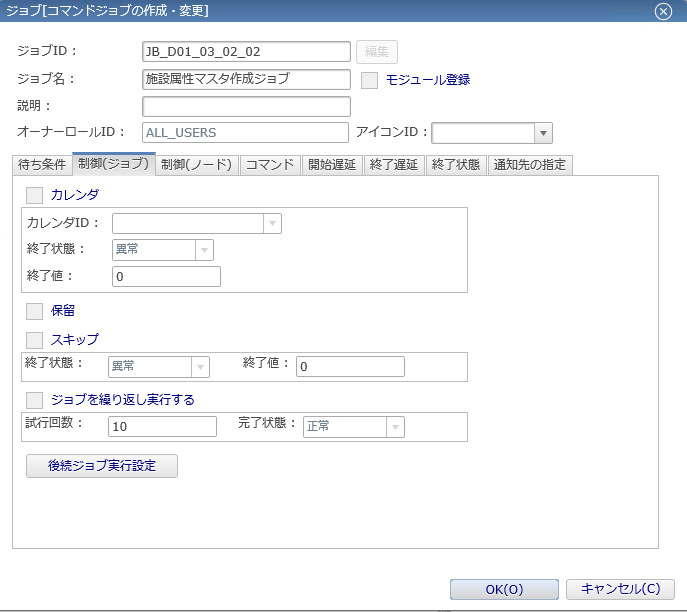 ジョブ[コマンドジョブの作成・変更]
ジョブID： JB_D01_03_02_02 編集
ジョブ名： 施設属性マスタ作成ジョブ モジュール登録
説明：
オーナーロールID： ALL_USERS アイコンID：
待ち条件 制御(ジョブ) 制御(ノード) コマンド 開始遅延 終了遅延 終了状態 通知先の指定
カレンダ
カレンダID：
終了状態： 異常
終了値： 0
保留
スキップ
終了状態： 異常 終了値： 0
ジョブを繰り返し実行する
試行回数： 10 完了状態： 正常
後続ジョブ実行設定
OK(O) キャンセル(C)